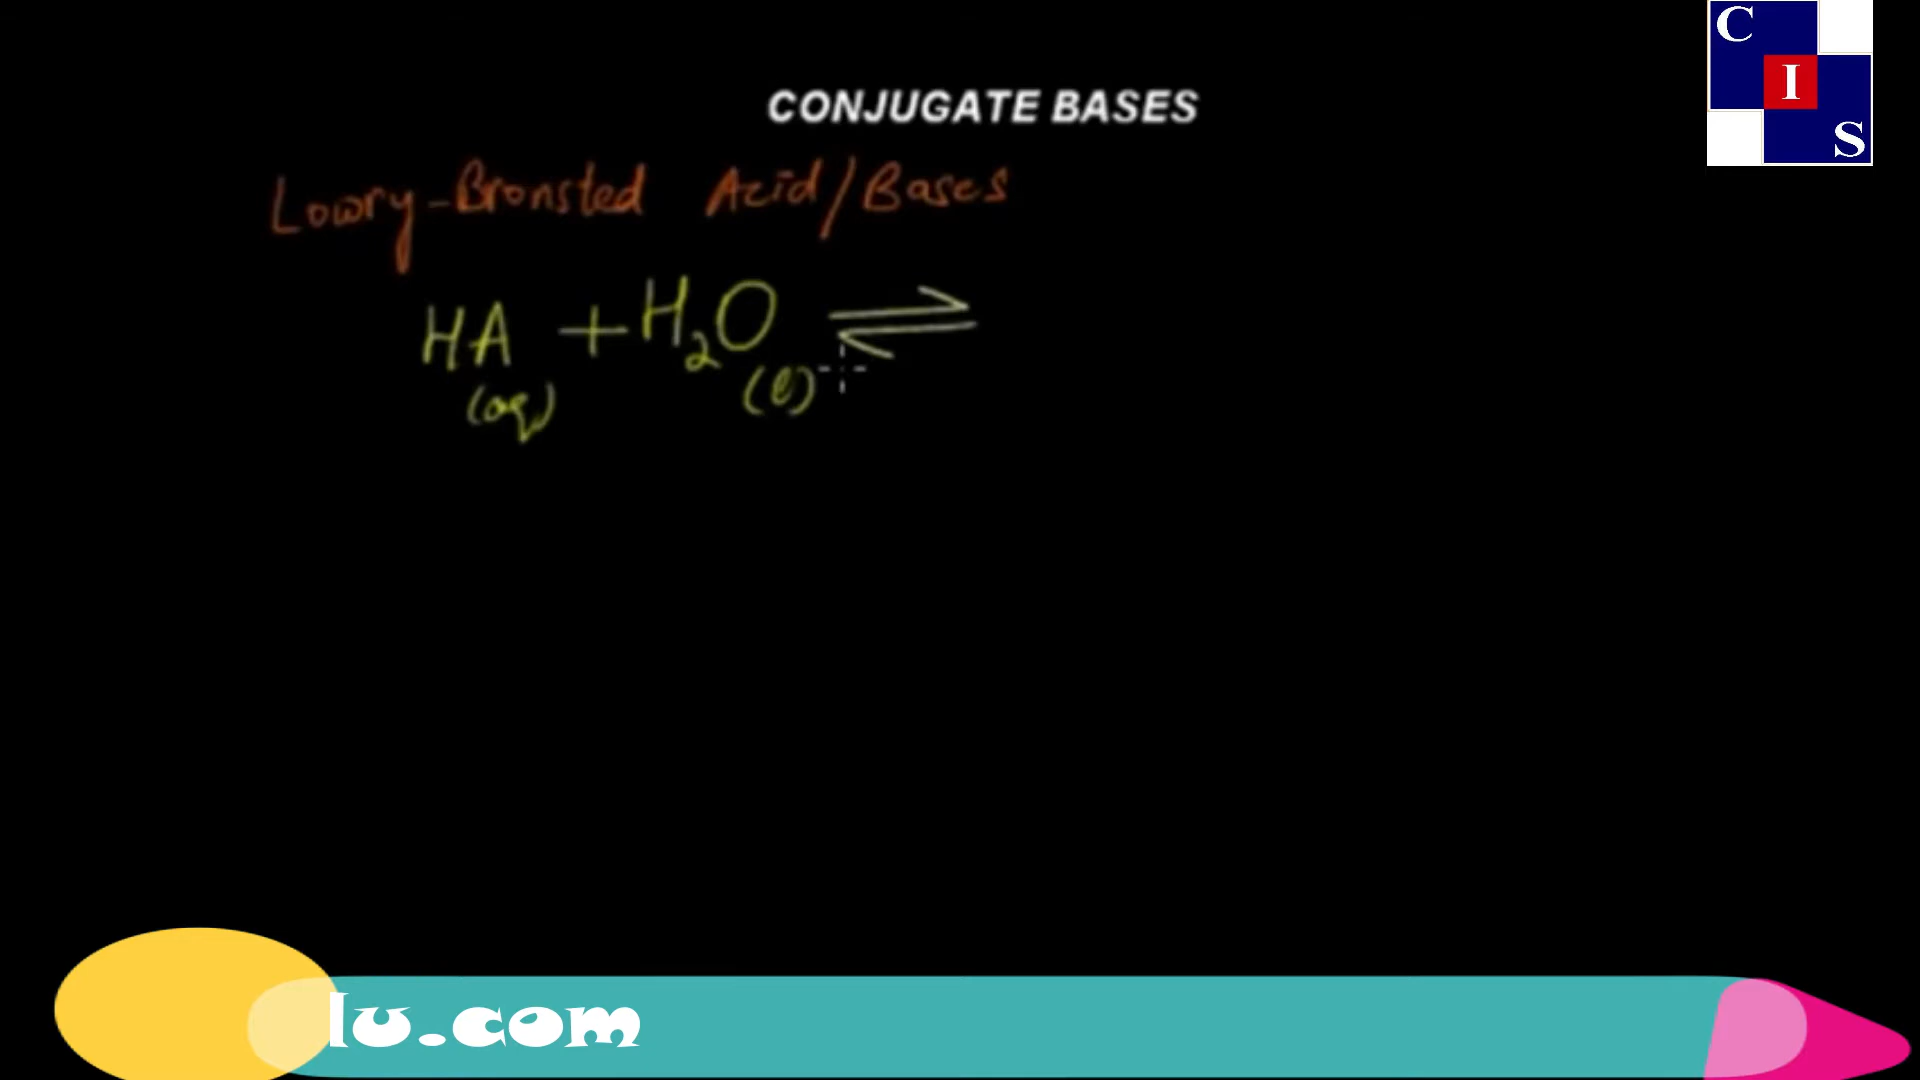 C
I
S
CONJUGATE BASES
Lowry-Bronsted Acid/Bases
HA + H₂O ⇌
(aq) (l)
lu.com